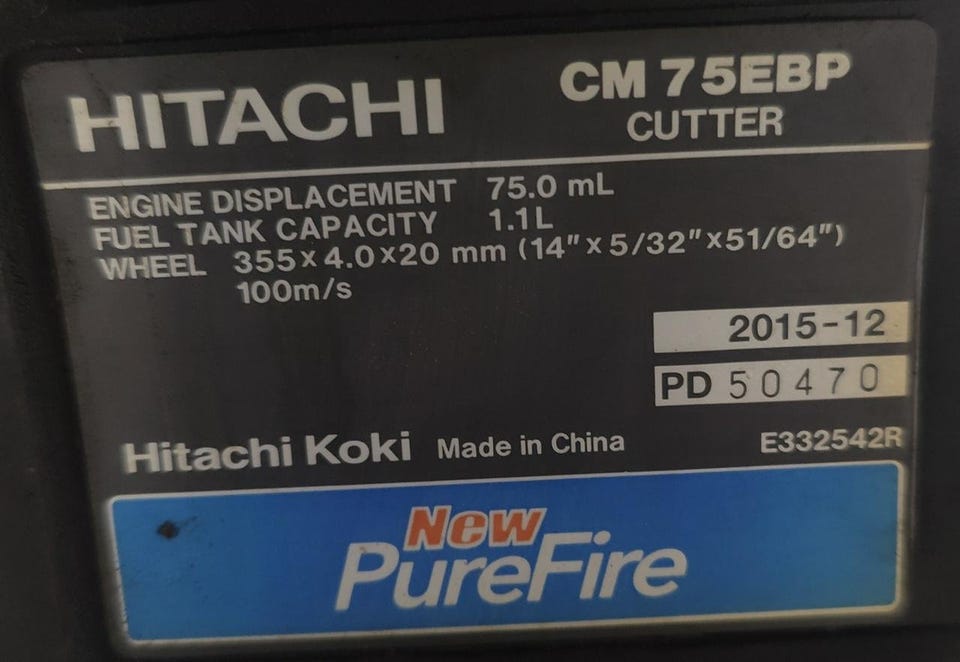 HITACHI
CM 75EBP
CUTTER
ENGINE DISPLACEMENT 75.0 mL
FUEL TANK CAPACITY 1.1L
WHEEL 355×4.0×20 mm (14″×5/32″×51/64″)
100m/s
2015-12
PD 50470
Hitachi Koki Made in China E332542R
New
PureFire